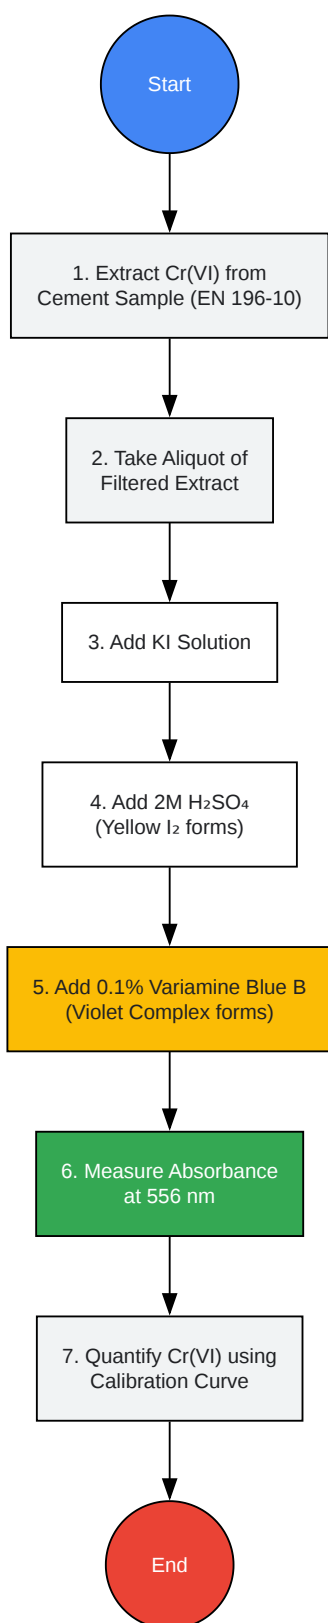 Start
1. Extract Cr(VI) from
Cement Sample (EN 196-10)
2. Take Aliquot of
Filtered Extract
3. Add KI Solution
4. Add 2M H₂SO₄
(Yellow I₂ forms)
5. Add 0.1% Variamine Blue B
(Violet Complex forms)
6. Measure Absorbance
at 556 nm
7. Quantify Cr(VI) using
Calibration Curve
End